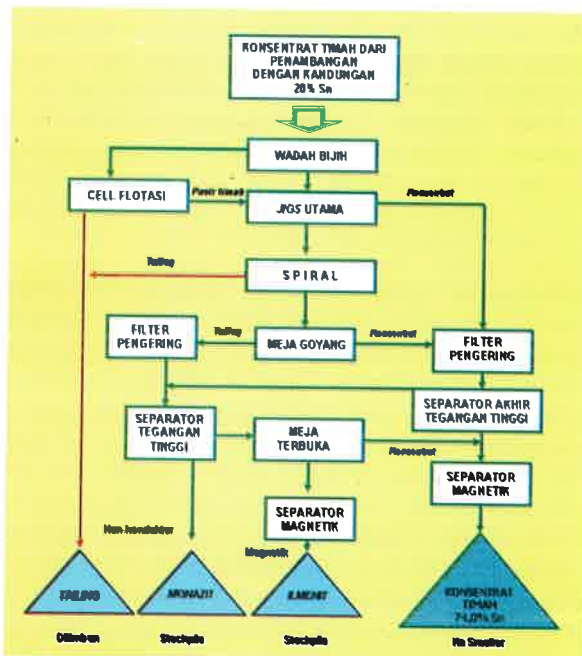 KONSENTRAT TIMAH DARI
PENAMBANGAN
DENGAN KANDUNGAN
20% Sn
WADAH BIJIH
CELL FLOTASI
Pasir timah
JIGS UTAMA
Konsentrat
Tailing
SPIRAL
FILTER
PENGERING
Tailing
MEJA GOYANG
Konsentrat
FILTER
PENGERING
SEPARATOR AKHIR
TEGANGAN TINGGI
SEPARATOR
TEGANGAN
TINGGI
MEJA
TERBUKA
Konsentrat
SEPARATOR
MAGNETIK
SEPARATOR
MAGNETIK
Non-konduktor
Magnetik
TAILING
MONAZIT
ILMENIT
KONSENTRAT
TIMAH
Sn
Ditimbun
Stockpile
Stockpile
Ke Smelter